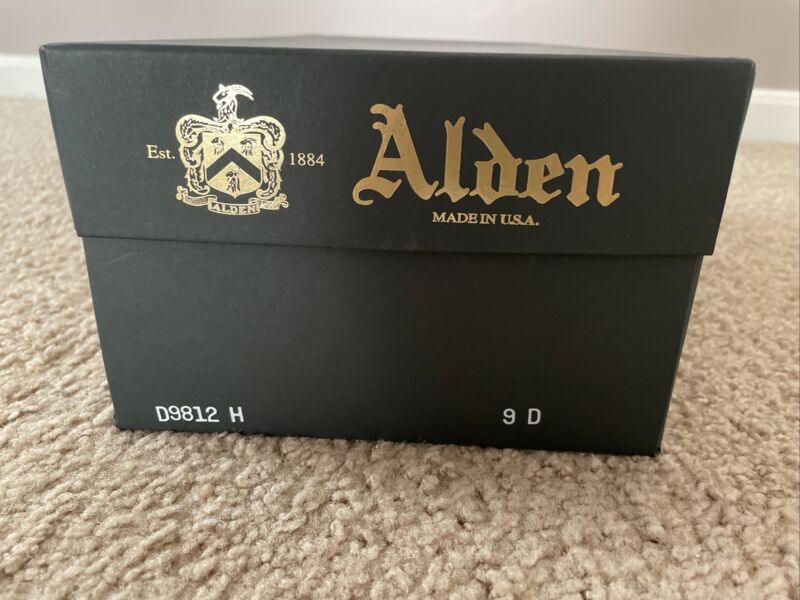 Est. 1884
ALDEN
Alden
MADE IN U.S.A.
D9812 H 9 D